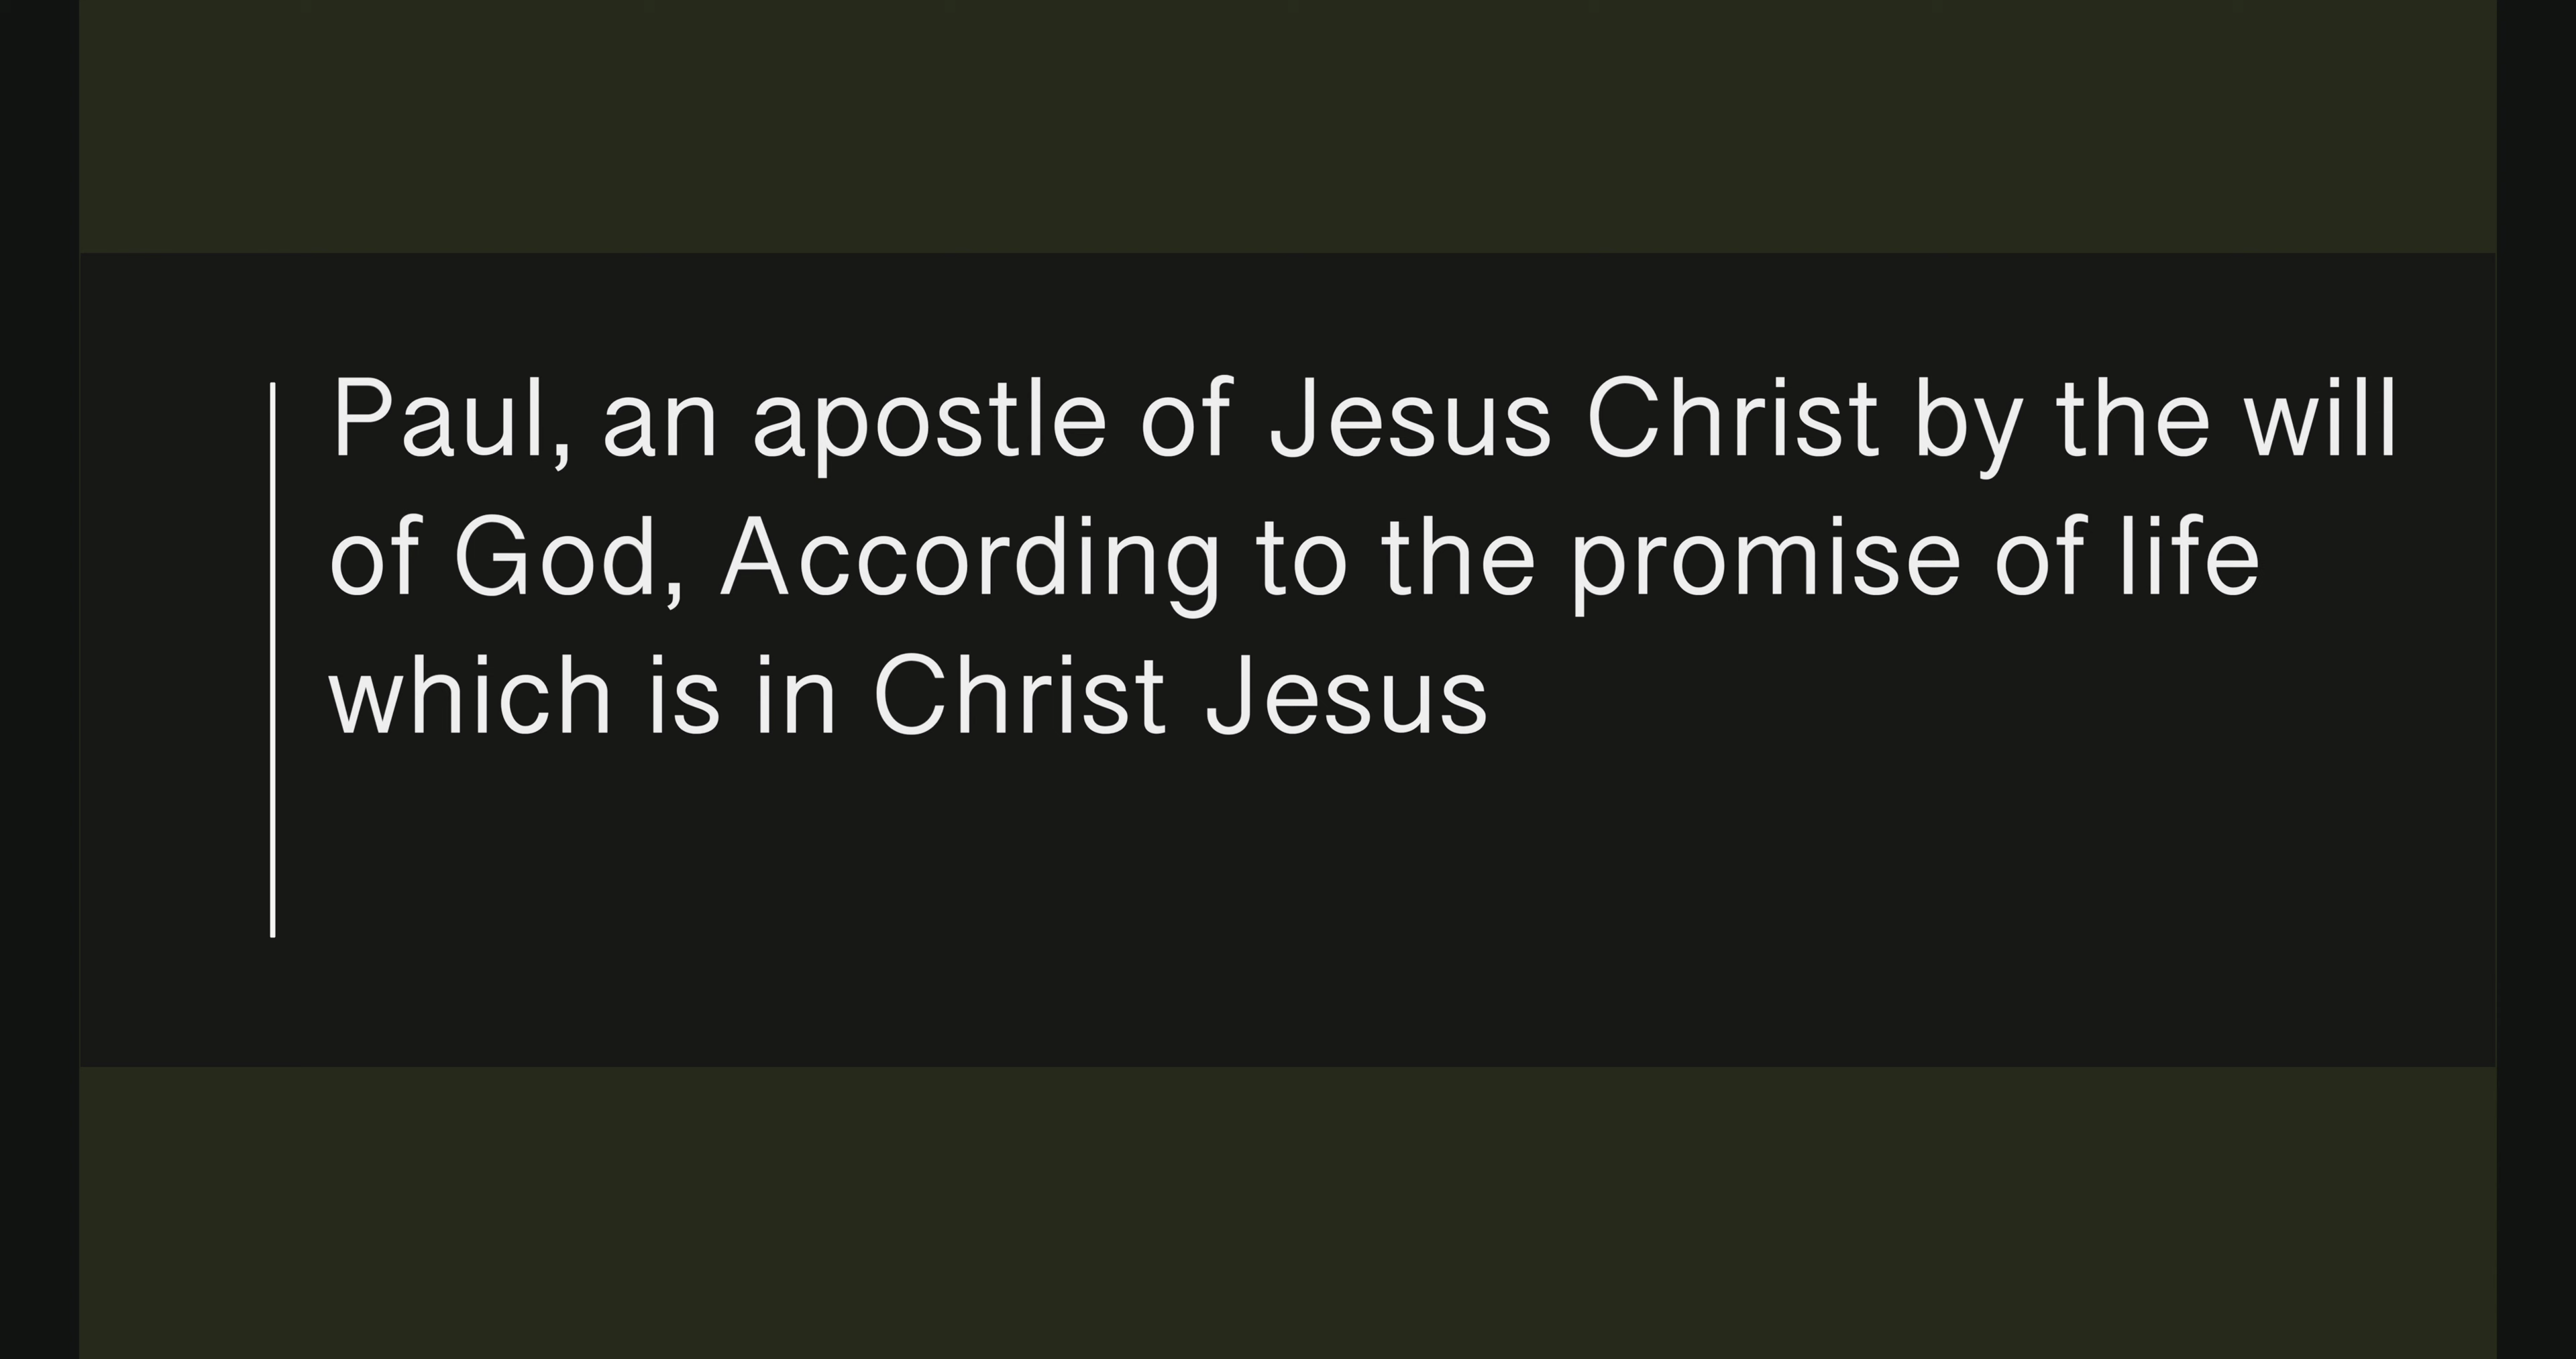 Paul, an apostle of Jesus Christ by the will
of God, According to the promise of life
which is in Christ Jesus